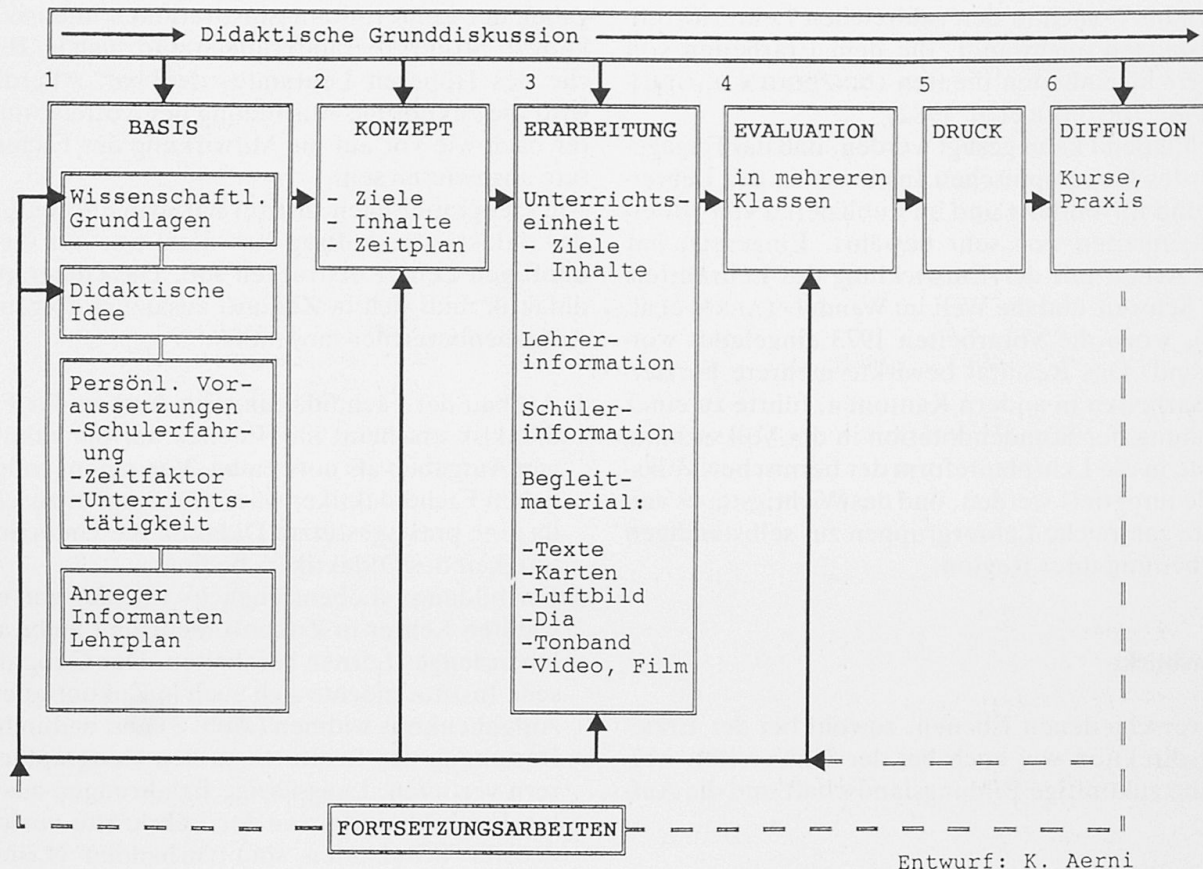 Didaktische Grunddiskussion
1
2
3
4
5
6
BASIS
Wissenschaftl.
Grundlage
Didaktische
Idee
Persönl. Vor-
aussetzungen
-Schulerfahr-
ung
-Zeitfaktor
-Unterrichts-
tätigkeit
Anreger
Informanten
Lehrplan
KONZEPT
Ziele
Inhalte
Zeitplan
ERARBEITUNG
Unterrichts-
einheit
Ziele
Inhalte
Lehrer-
information
Schüler-
information
Begleit-
material:
-Texte
-Karten
-Luftbild
-Dia
-Tonband
-Video, Film
EVALUATION
in mehreren
Klassen
DRUCK
DIFFUSION
Kurse,
Praxis
FORTSETZUNGSARBEITEN
Entwurf: K. Aerni